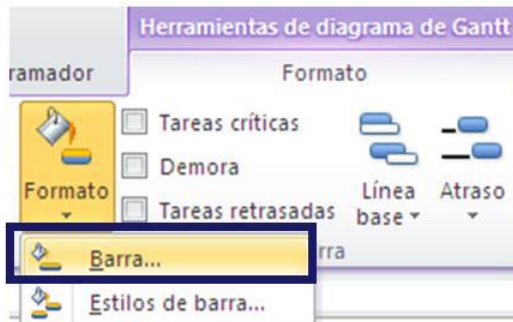 Herramientas de diagrama de Gantt
ramador
Formato
Tareas críticas
Demora
Tareas retrasadas
Formato
Línea base
Atraso
rra
Barra...
Estilos de barra...